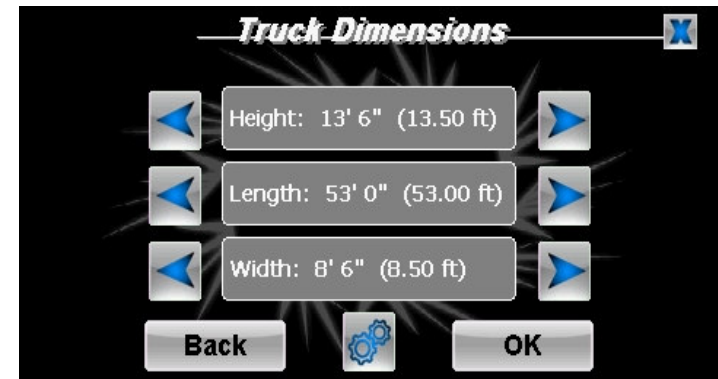 Truck Dimensions
X
Height: 13' 6" (13.50 ft)
Length: 53' 0" (53.00 ft)
Width: 8' 6" (8.50 ft)
Back
OK